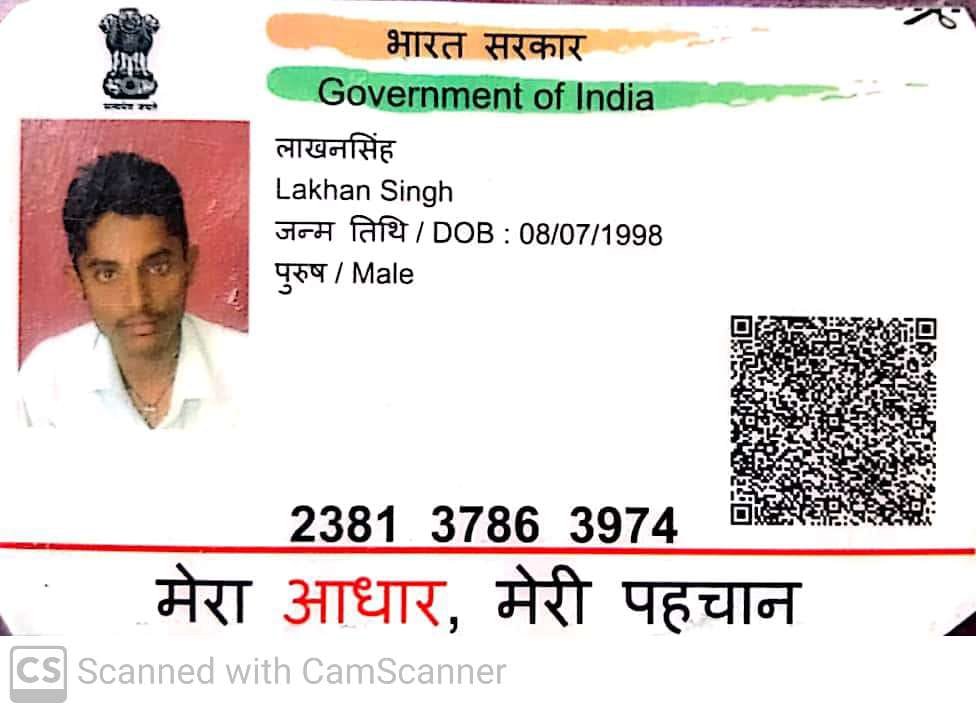 सत्यमेव जयते
भारत सरकार
Government of India
लाखनसिंह
Lakhan Singh
जन्म तिथि / DOB : 08/07/1998
पुरुष / Male
2381 3786 3974
मेरा आधार, मेरी पहचान
CS Scanned with CamScanner